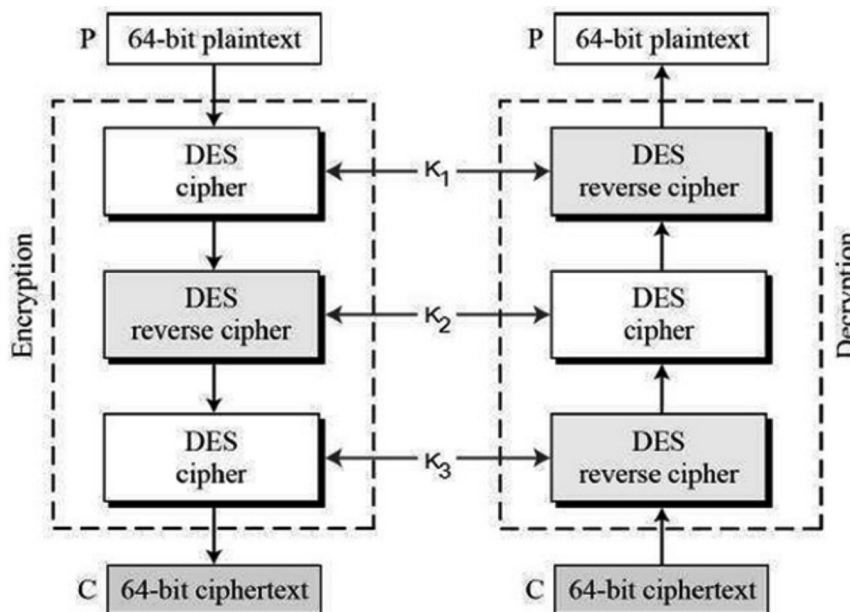 P 64-bit plaintext
P 64-bit plaintext
Encryption
DES
cipher
K1
DES
reverse cipher
DES
reverse cipher
K2
DES
cipher
DES
cipher
K3
DES
reverse cipher
Decryption
C 64-bit ciphertext
C 64-bit ciphertext